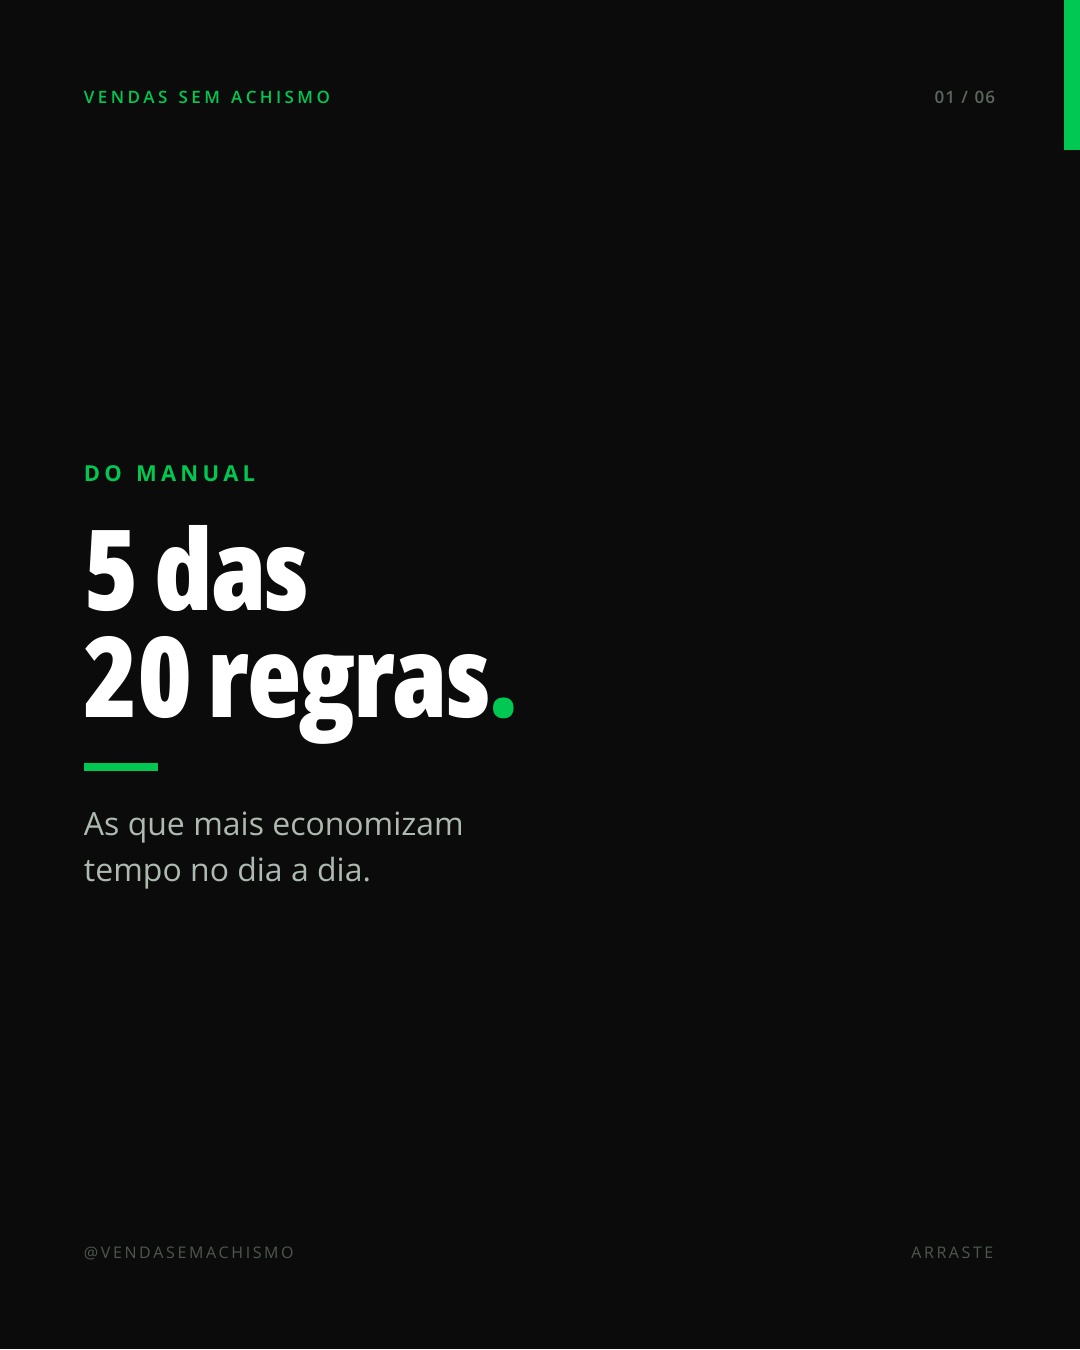 VENDAS SEM ACHISMO
01 / 06
DO MANUAL
5 das
20 regras.
As que mais economizam
tempo no dia a dia.
@VENDASEMACHISMO
ARRASTE